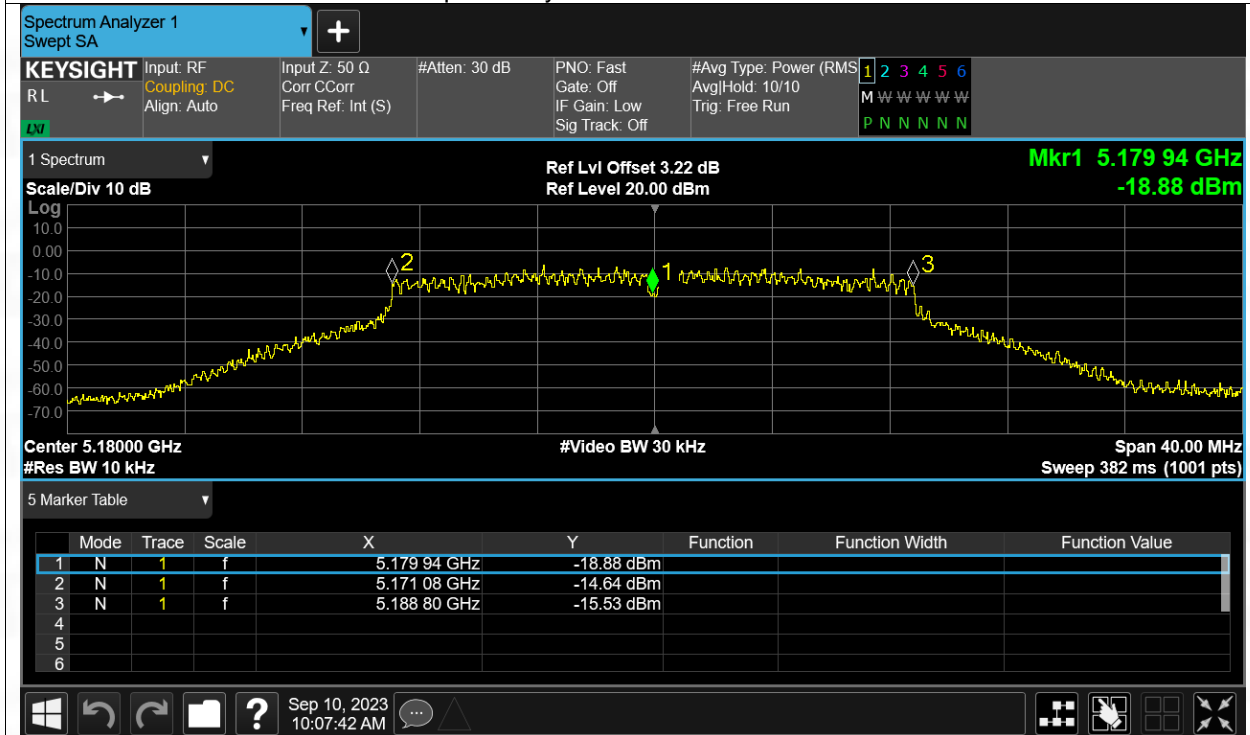 Spectrum Analyzer 1
Swept SA
KEYSIGHT
R L
LXI
Input: RF
Coupling: DC
Align: Auto
Input Z: 50 Ω
Corr CCorr
Freq Ref: Int (S)
#Atten: 30 dB
PNO: Fast
Gate: Off
IF Gain: Low
Sig Track: Off
#Avg Type: Power (RMS
Avg|Hold: 10/10
Trig: Free Run
1 2 3 4 5 6
M W W W W W
P N N N N N
1 Spectrum
Scale/Div 10 dB
Ref Lvl Offset 3.22 dB
Ref Level 20.00 dBm
Mkr1 5.179 94 GHz
-18.88 dBm
Log
10.0
0.00
-10.0
-20.0
-30.0
-40.0
-50.0
-60.0
-70.0
2
1
3
Center 5.18000 GHz
#Res BW 10 kHz
#Video BW 30 kHz
Span 40.00 MHz
Sweep 382 ms (1001 pts)
5 Marker Table
Mode Trace Scale X Y Function Function Width Function Value
1 N 1 f 5.179 94 GHz -18.88 dBm
2 N 1 f 5.171 08 GHz -14.64 dBm
3 N 1 f 5.188 80 GHz -15.53 dBm
4
5
6
?
Sep 10, 2023
10:07:42 AM